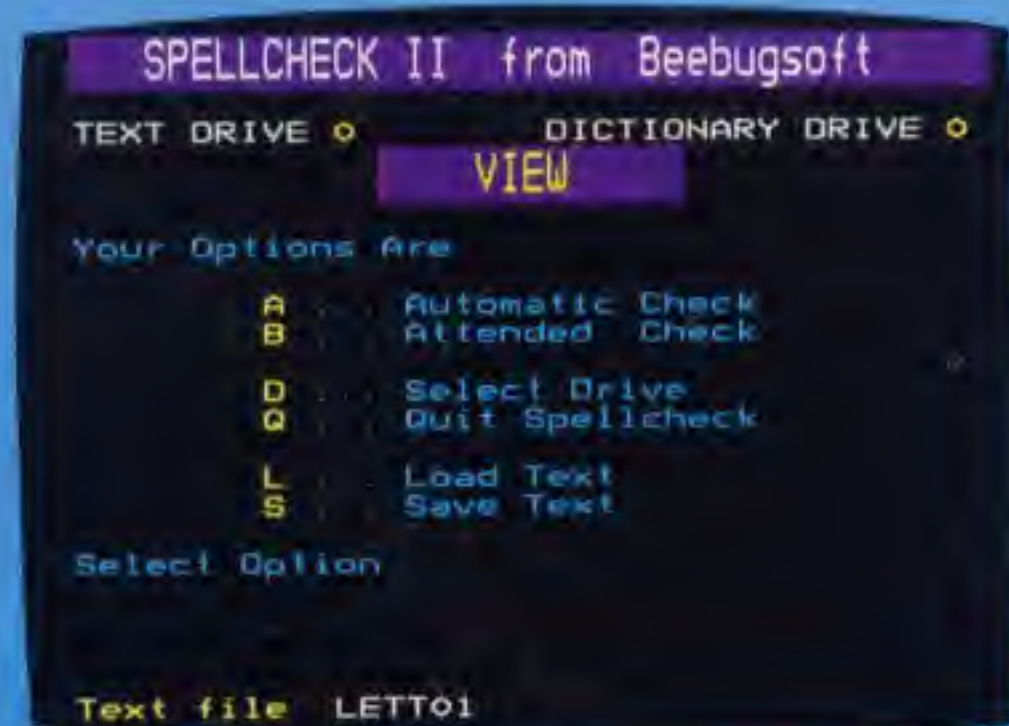 SPELLCHECK II from Beebugsoft
TEXT DRIVE 0 DICTIONARY DRIVE 0
VIEW
Your Options Are
A ... Automatic Check
B ... Attended Check
D ... Select Drive
Q ... Quit Spellcheck
L ... Load Text
S ... Save Text
Select Option
Text file LETT01